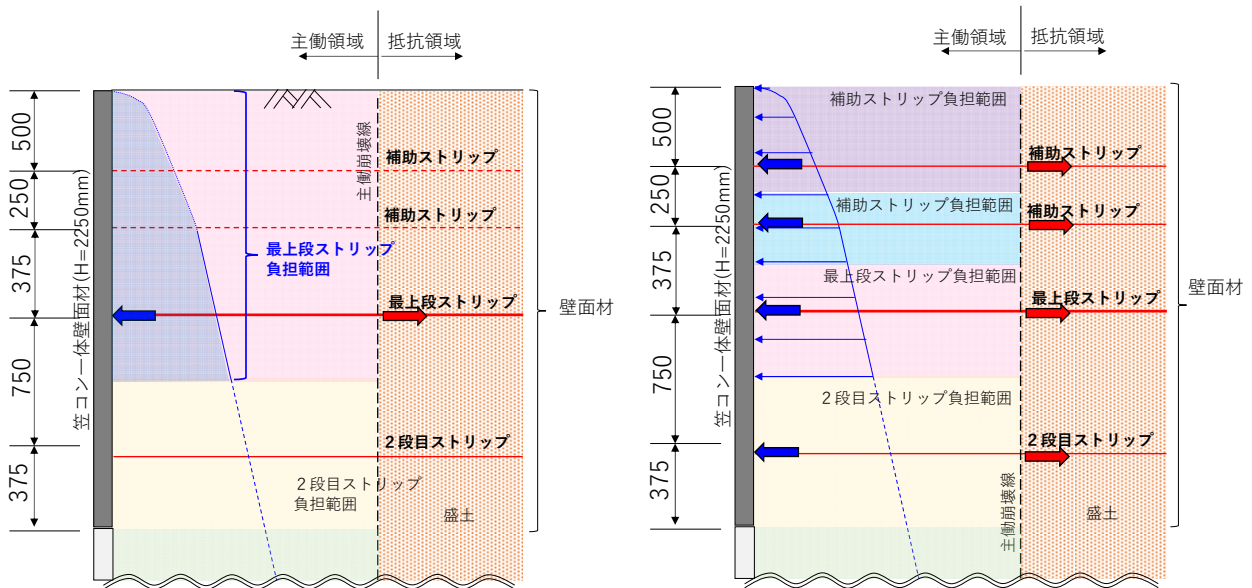 主働領域
抵抗領域
500
250
375
750
375
笠コン一体壁面材(H=2250mm)
主働崩壊線
補助ストリップ
補助ストリップ
最上段ストリップ
負担範囲
最上段ストリップ
壁面材
2段目ストリップ
2段目ストリップ
負担範囲
盛土
主働領域
抵抗領域
500
250
375
750
375
笠コン一体壁面材(H=2250mm)
補助ストリップ負担範囲
補助ストリップ
補助ストリップ負担範囲
補助ストリップ
最上段ストリップ負担範囲
最上段ストリップ
壁面材
2段目ストリップ負担範囲
2段目ストリップ
主働崩壊線
盛土